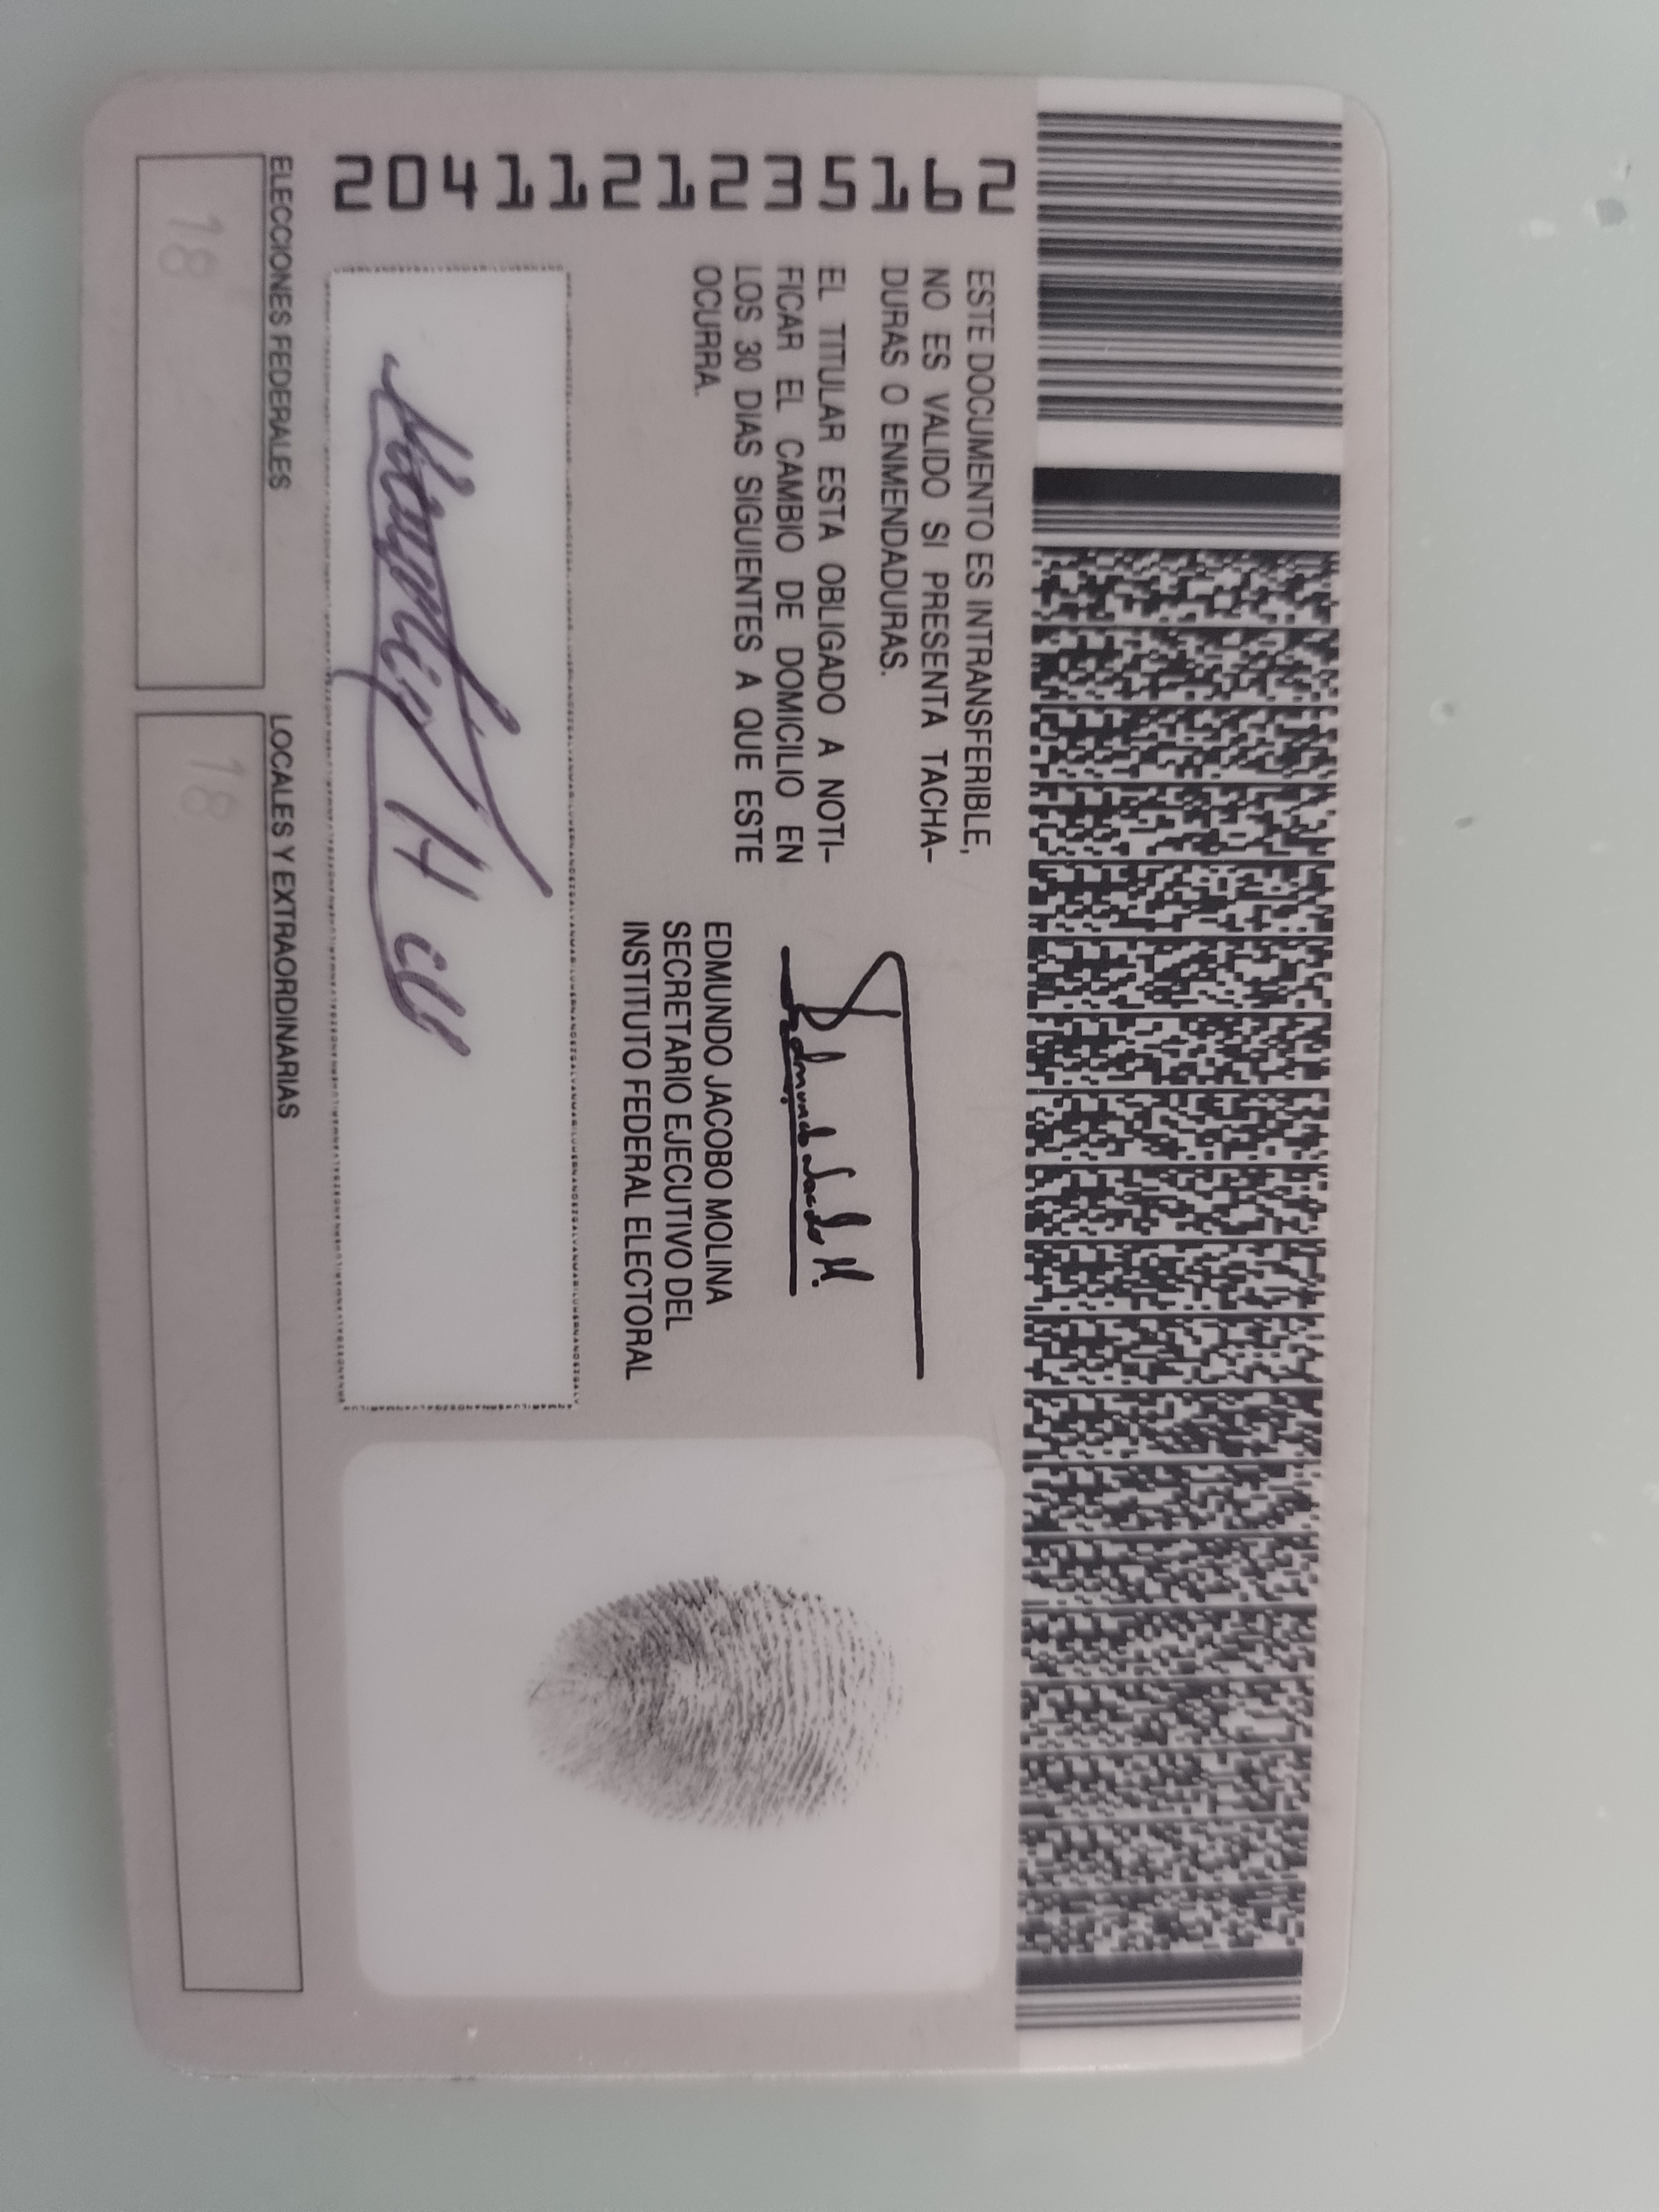 2041121235162
ESTE DOCUMENTO ES INTRANSFERIBLE,
NO ES VALIDO SI PRESENTA TACHA-
DURAS O ENMENDADURAS.
EL TITULAR ESTA OBLIGADO A NOTI-
FICAR EL CAMBIO DE DOMICILIO EN
LOS 30 DIAS SIGUIENTES A QUE ESTE
OCURRA.
Edmundo Jacobo M.
EDMUNDO JACOBO MOLINA
SECRETARIO EJECUTIVO DEL
INSTITUTO FEDERAL ELECTORAL
ELECCIONES FEDERALES
LOCALES Y EXTRAORDINARIAS
18
18